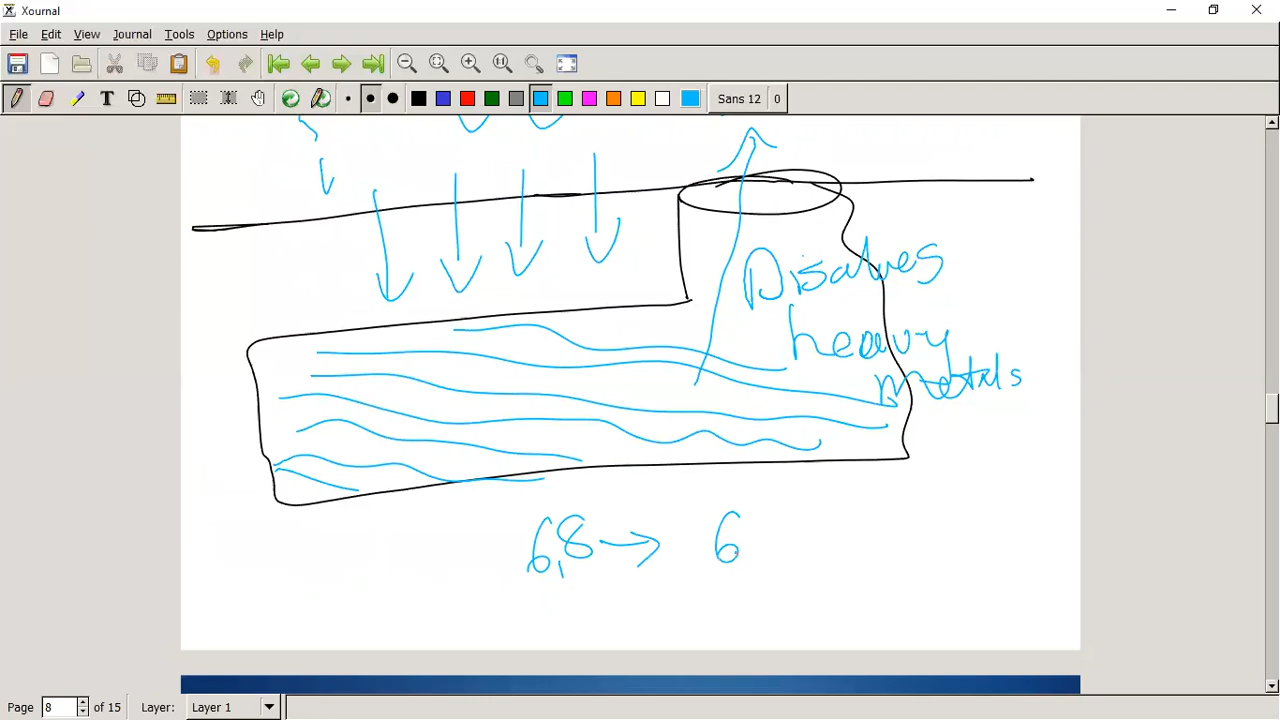 Xournal
File Edit View Journal Tools Options Help
T Sans 12 0
Disalves
heavy
metals
6,8 → 6
Page 8 of 15 Layer: Layer 1